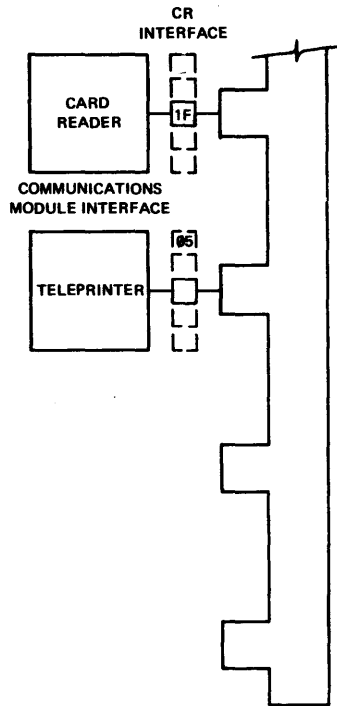 CR
INTERFACE
CARD
READER
1F
COMMUNICATIONS
MODULE INTERFACE
05
TELEPRINTER